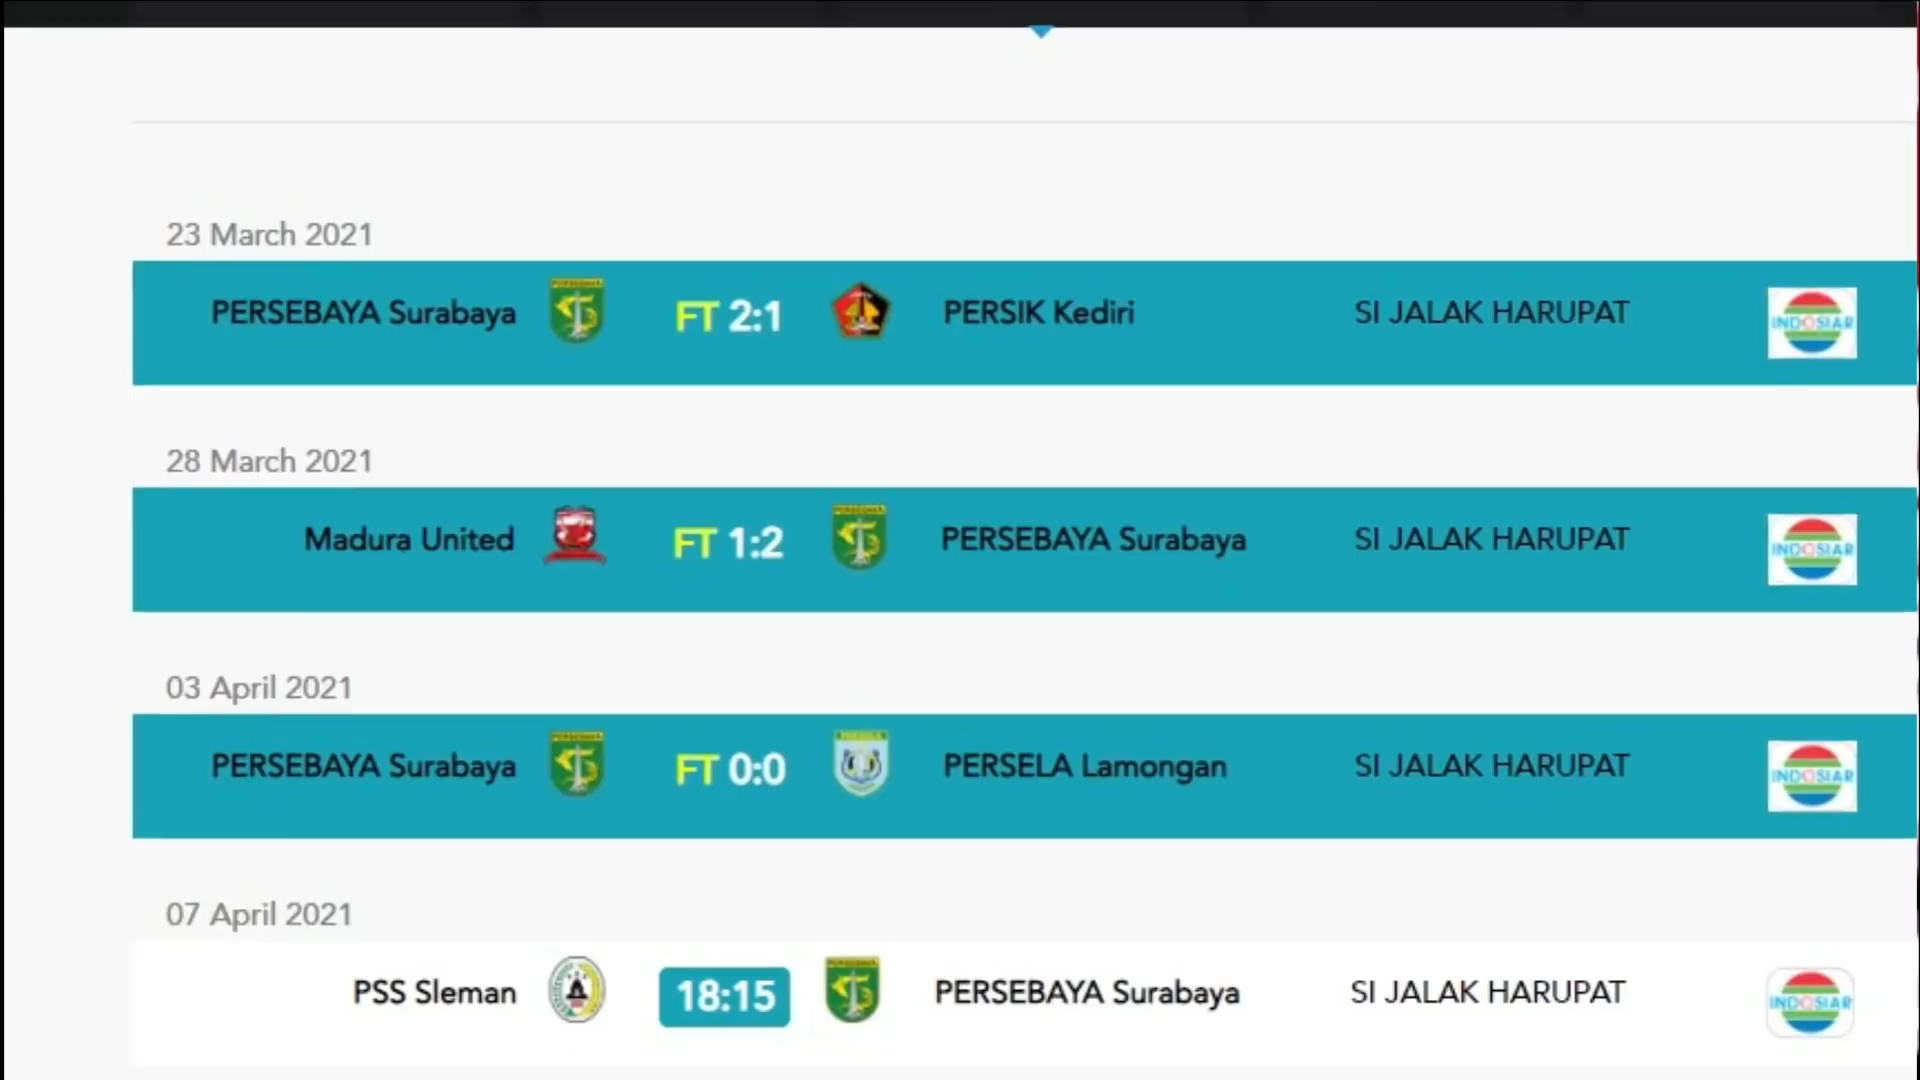 23 March 2021
PERSEBAYA Surabaya FT 2:1 PERSIK Kediri SI JALAK HARUPAT INDOSIAR
28 March 2021
Madura United FT 1:2 PERSEBAYA Surabaya SI JALAK HARUPAT INDOSIAR
03 April 2021
PERSEBAYA Surabaya FT 0:0 PERSELA Lamongan SI JALAK HARUPAT INDOSIAR
07 April 2021
PSS Sleman 18:15 PERSEBAYA Surabaya SI JALAK HARUPAT INDOSIAR